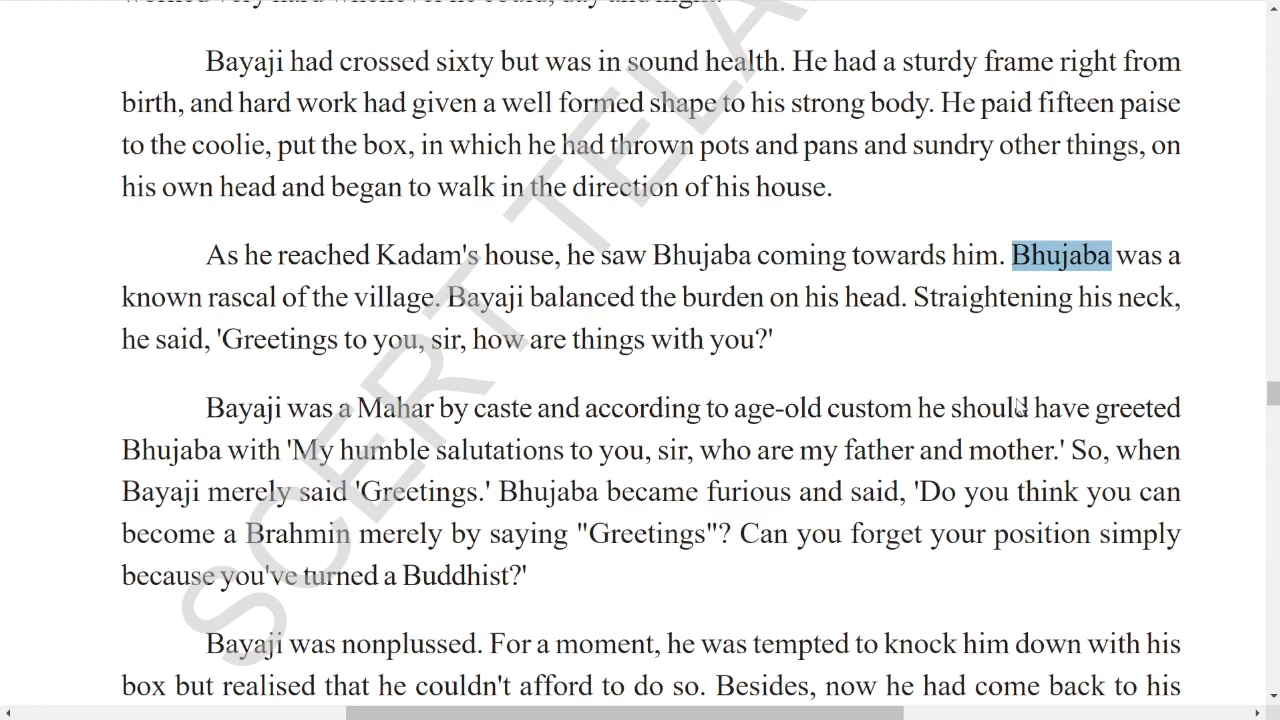 Bayaji had crossed sixty but was in sound health. He had a sturdy frame right from
birth, and hard work had given a well formed shape to his strong body. He paid fifteen paise
to the coolie, put the box, in which he had thrown pots and pans and sundry other things, on
his own head and began to walk in the direction of his house.
As he reached Kadam's house, he saw Bhujaba coming towards him. Bhujaba was a
known rascal of the village. Bayaji balanced the burden on his head. Straightening his neck,
he said, 'Greetings to you, sir, how are things with you?'
Bayaji was a Mahar by caste and according to age-old custom he should have greeted
Bhujaba with 'My humble salutations to you, sir, who are my father and mother.' So, when
Bayaji merely said 'Greetings.' Bhujaba became furious and said, 'Do you think you can
become a Brahmin merely by saying "Greetings"? Can you forget your position simply
because you've turned a Buddhist?'
Bayaji was nonplussed. For a moment, he was tempted to knock him down with his
box but realised that he couldn't afford to do so. Besides, now he had come back to his
SCERT TELA